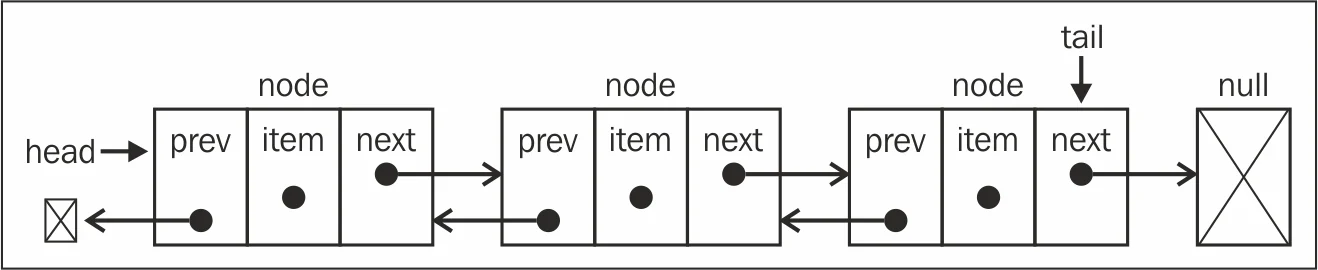 tail
node node node null
head prev item next prev item next prev item next